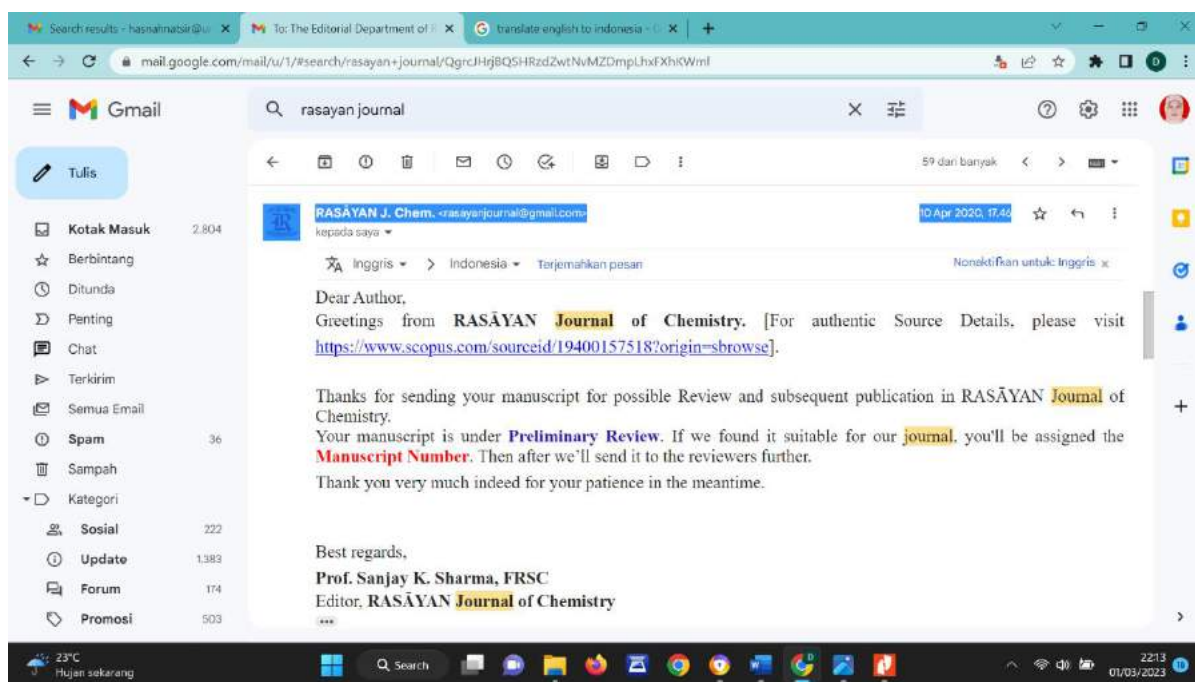 Search results - hasnahnatsir@u
To: The Editorial Department of
translate english to indonesia -
mail.google.com/mail/u/1/#search/rasayan+journal/
D
Gmail
rasayan journal
Tulis
59 dari banyak
Kotak Masuk 2.804
Berbintang
Ditunda
Penting
Chat
Terkirim
Semua Email
Spam 36
Sampah
Kategori
Sosial 222
Update 1.383
Forum 174
Promosi 503
RASĀYAN J. Chem. <rasayanjournal@gmail.com>
10 Apr 2020, 17.46
kepada saya
Inggris > Indonesia Terjemahkan pesan
Nonaktifkan untuk: Inggris x
Dear Author,
Greetings from RASĀYAN Journal of Chemistry. [For authentic Source Details, please visit
https://www.scopus.com/sourceid/19400157518?origin=sbrowse].
Thanks for sending your manuscript for possible Review and subsequent publication in RASĀYAN Journal of
Chemistry.
Your manuscript is under Preliminary Review. If we found it suitable for our journal, you'll be assigned the
Manuscript Number. Then after we'll send it to the reviewers further.
Thank you very much indeed for your patience in the meantime.
Best regards,
Prof. Sanjay K. Sharma, FRSC
Editor, RASĀYAN Journal of Chemistry
23°C
Hujan sekarang
Search
22:13
01/03/2023